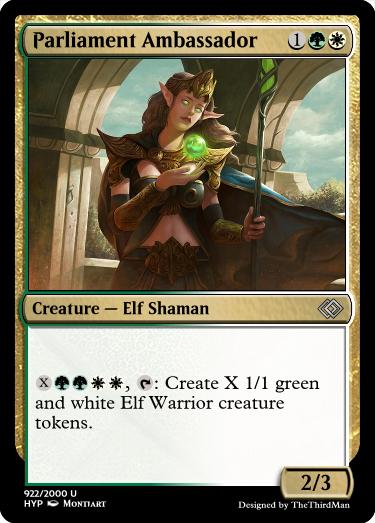 Parliament Ambassador 1
Creature — Elf Shaman
X, : Create X 1/1 green
and white Elf Warrior creature
tokens.
2/3
922/2000 U
HYP • MONTIART Designed by TheThirdMan